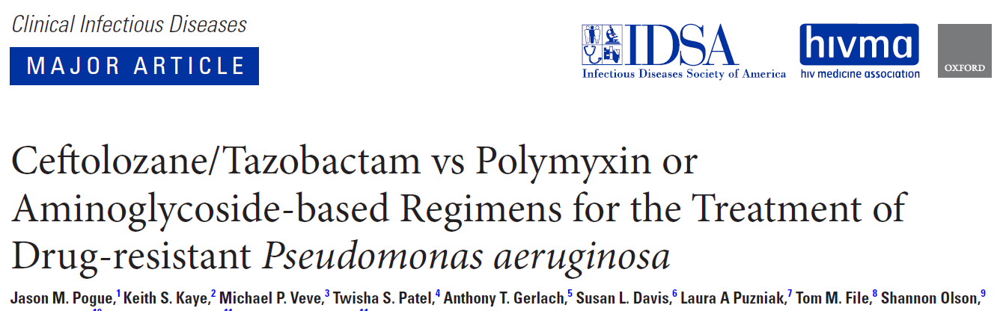 Clinical Infectious Diseases
MAJOR ARTICLE
IDSA
Infectious Diseases Society of America
hivma
hiv medicine association
OXFORD
Ceftolozane/Tazobactam vs Polymyxin or
Aminoglycoside-based Regimens for the Treatment of
Drug-resistant Pseudomonas aeruginosa
Jason M. Pogue,1 Keith S. Kaye,2 Michael P. Veve,3 Twisha S. Patel,4 Anthony T. Gerlach,5 Susan L. Davis,6 Laura A Puzniak,7 Tom M. File,8 Shannon Olson,9